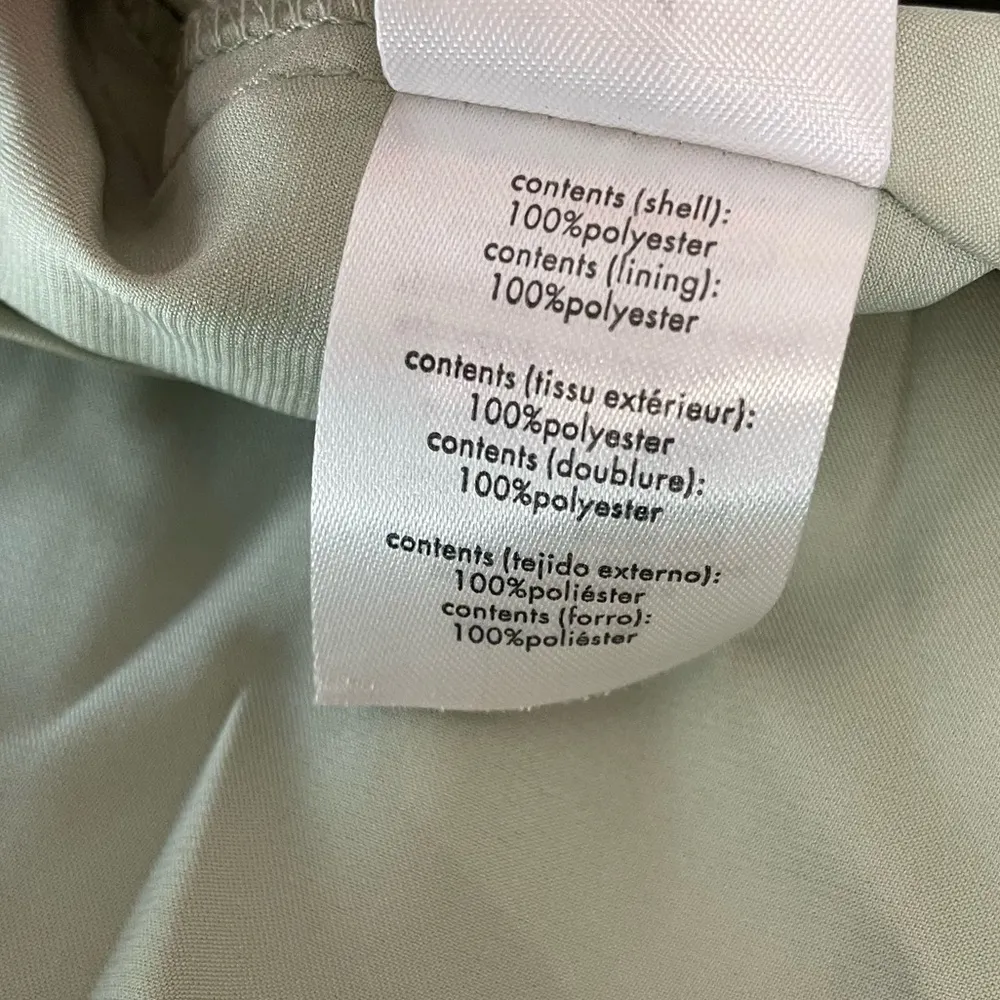 contents (shell):
100%polyester
contents (lining):
100%polyester
contents (tissu extérieur):
100%polyester
contents (doublure):
100%polyester
contents (tejido externo):
100%poliéster
contents (forro):
100%poliéster